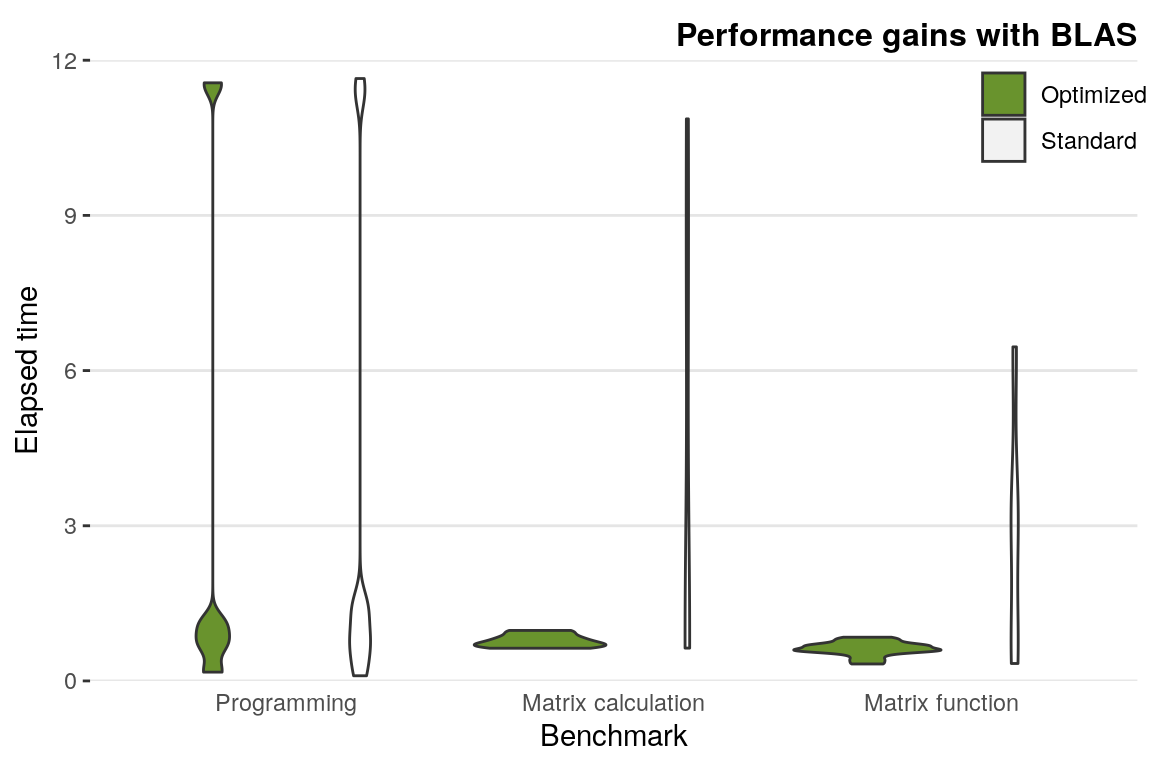 Performance gains with BLAS
Optimized
Standard
12
9
6
3
0
Elapsed time
Programming
Matrix calculation
Matrix function
Benchmark